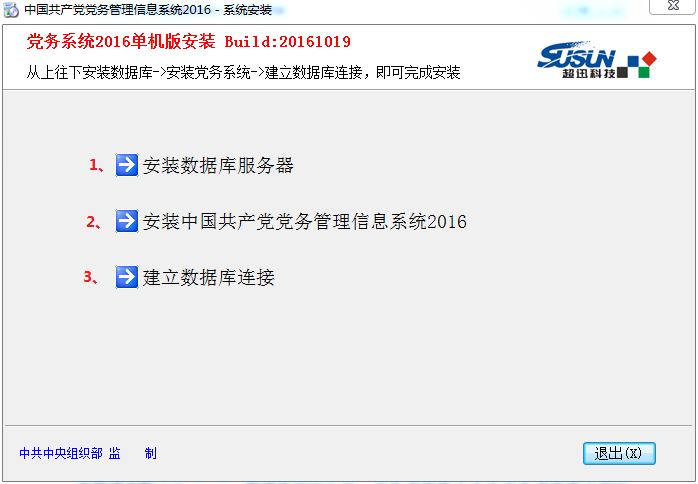 中国共产党党务管理信息系统2016 - 系统安装
党务系统2016单机版安装 Build:20161019
从上往下安装数据库->安装党务系统->建立数据库连接，即可完成安装
SUSUN
超迅科技
1、 安装数据库服务器
2、 安装中国共产党党务管理信息系统2016
3、 建立数据库连接
中共中央组织部 监 制
退出(X)